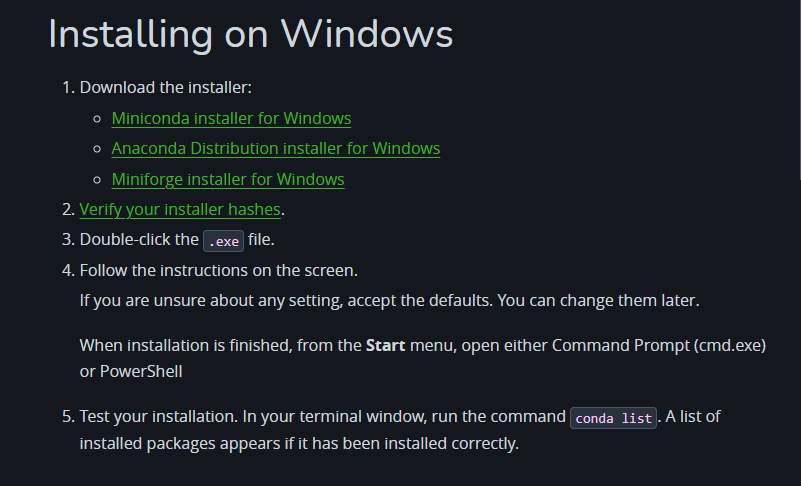 Installing on Windows
1. Download the installer:
Miniconda installer for Windows
Anaconda Distribution installer for Windows
Miniforge installer for Windows
2. Verify your installer hashes.
3. Double-click the .exe file.
4. Follow the instructions on the screen.
If you are unsure about any setting, accept the defaults. You can change them later.
When installation is finished, from the Start menu, open either Command Prompt (cmd.exe)
or PowerShell
5. Test your installation. In your terminal window, run the command conda list. A list of
installed packages appears if it has been installed correctly.